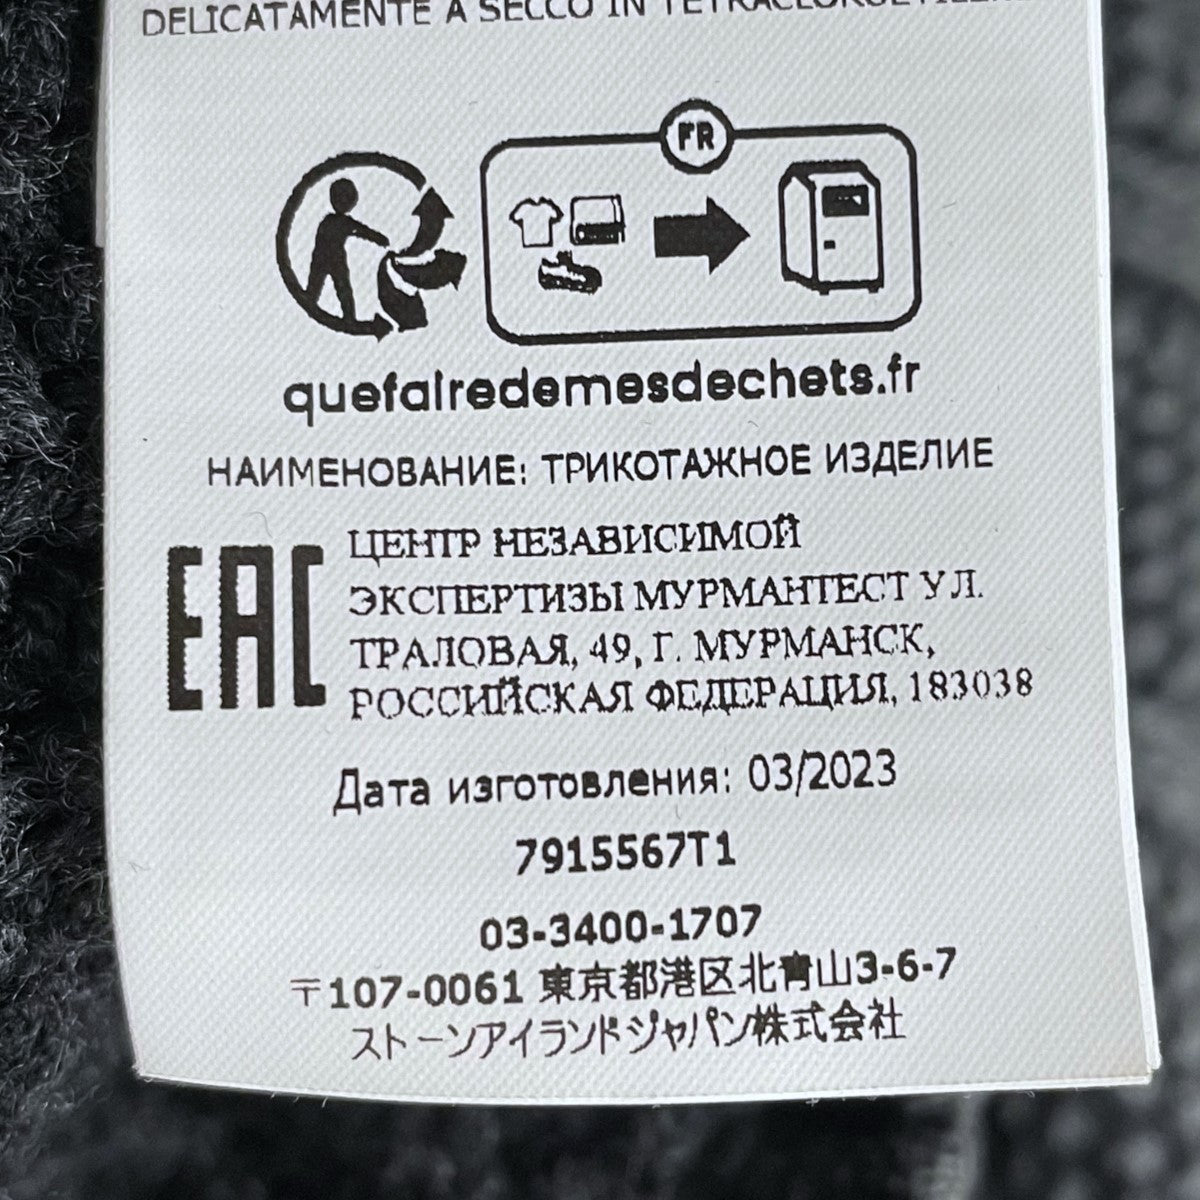 DELICATAMENTE A SECCO IN TETRACLOROETILENE
FR
quefairedemesdechets.fr
НАИМЕНОВАНИЕ: ТРИКОТАЖНОЕ ИЗДЕЛИЕ
EAC
ЦЕНТР НЕЗАВИСИМОЙ
ЭКСПЕРТИЗЫ МУРМАНТЕСТ УЛ.
ТРАЛОВАЯ, 49, Г. МУРМАНСК,
РОССИЙСКАЯ ФЕДЕРАЦИЯ, 183038
Дата изготовления: 03/2023
7915567T1
03-3400-1707
〒107-0061 東京都港区北青山3-6-7
ストーンアイランドジャパン株式会社